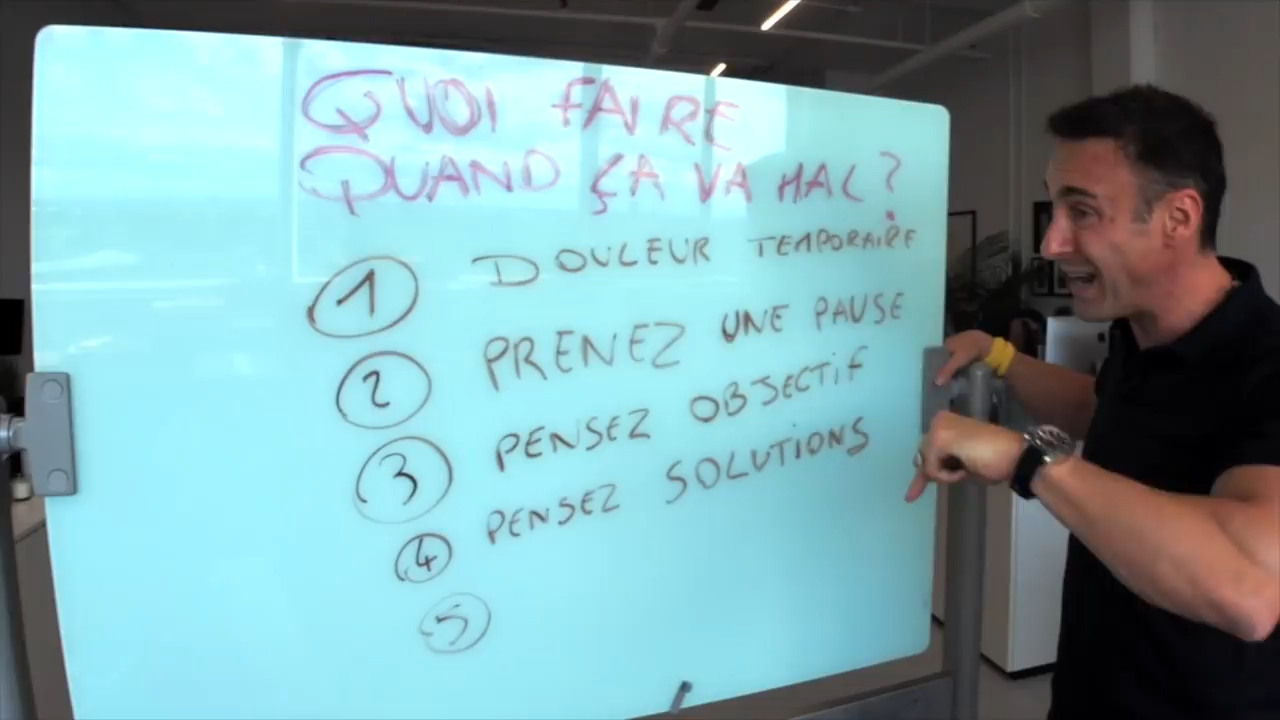 QUOI FAIRE
QUAND ÇA VA MAL?
1 DOULEUR TEMPORAIRE
2 PRENEZ UNE PAUSE
3 PENSEZ OBJECTIF
4 PENSEZ SOLUTIONS
5